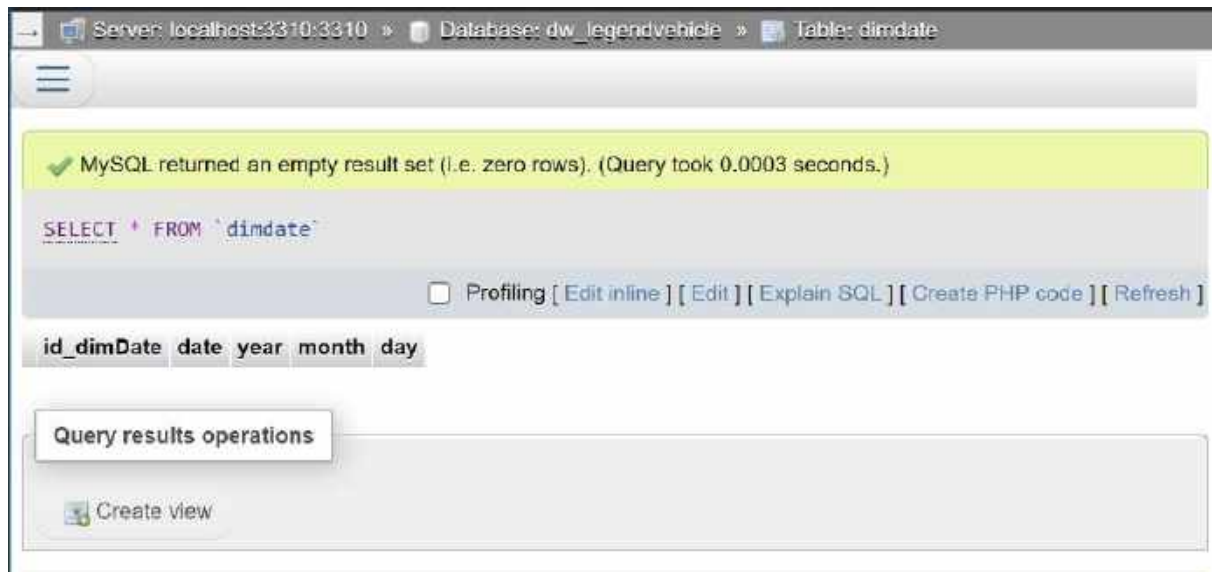 Server: localhost:3310:3310 » Database: dw_legendvehicle » Table: dimdate
MySQL returned an empty result set (i.e. zero rows). (Query took 0.0003 seconds.)
SELECT * FROM `dimdate`
Profiling [ Edit inline ] [ Edit ] [ Explain SQL ] [ Create PHP code ] [ Refresh ]
id_dimDate date year month day
Query results operations
Create view